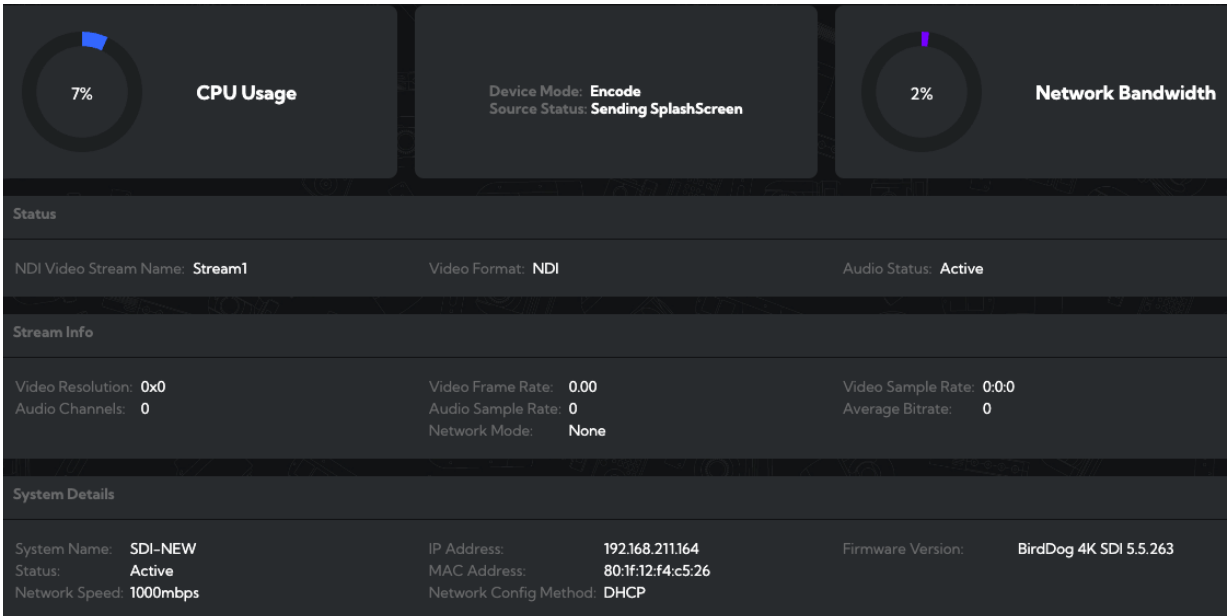 7%
CPU Usage
Device Mode: Encode
Source Status: Sending SplashScreen
2%
Network Bandwidth
Status
NDI Video Stream Name: Stream1
Video Format: NDI
Audio Status: Active
Stream Info
Video Resolution: 0x0
Audio Channels: 0
Video Frame Rate: 0.00
Audio Sample Rate: 0
Network Mode: None
Video Sample Rate: 0:0:0
Average Bitrate: 0
System Details
System Name: SDI-NEW
Status: Active
Network Speed: 1000mbps
IP Address: 192.168.211.164
MAC Address: 80:1f:12:f4:c5:26
Network Config Method: DHCP
Firmware Version: BirdDog 4K SDI 5.5.263